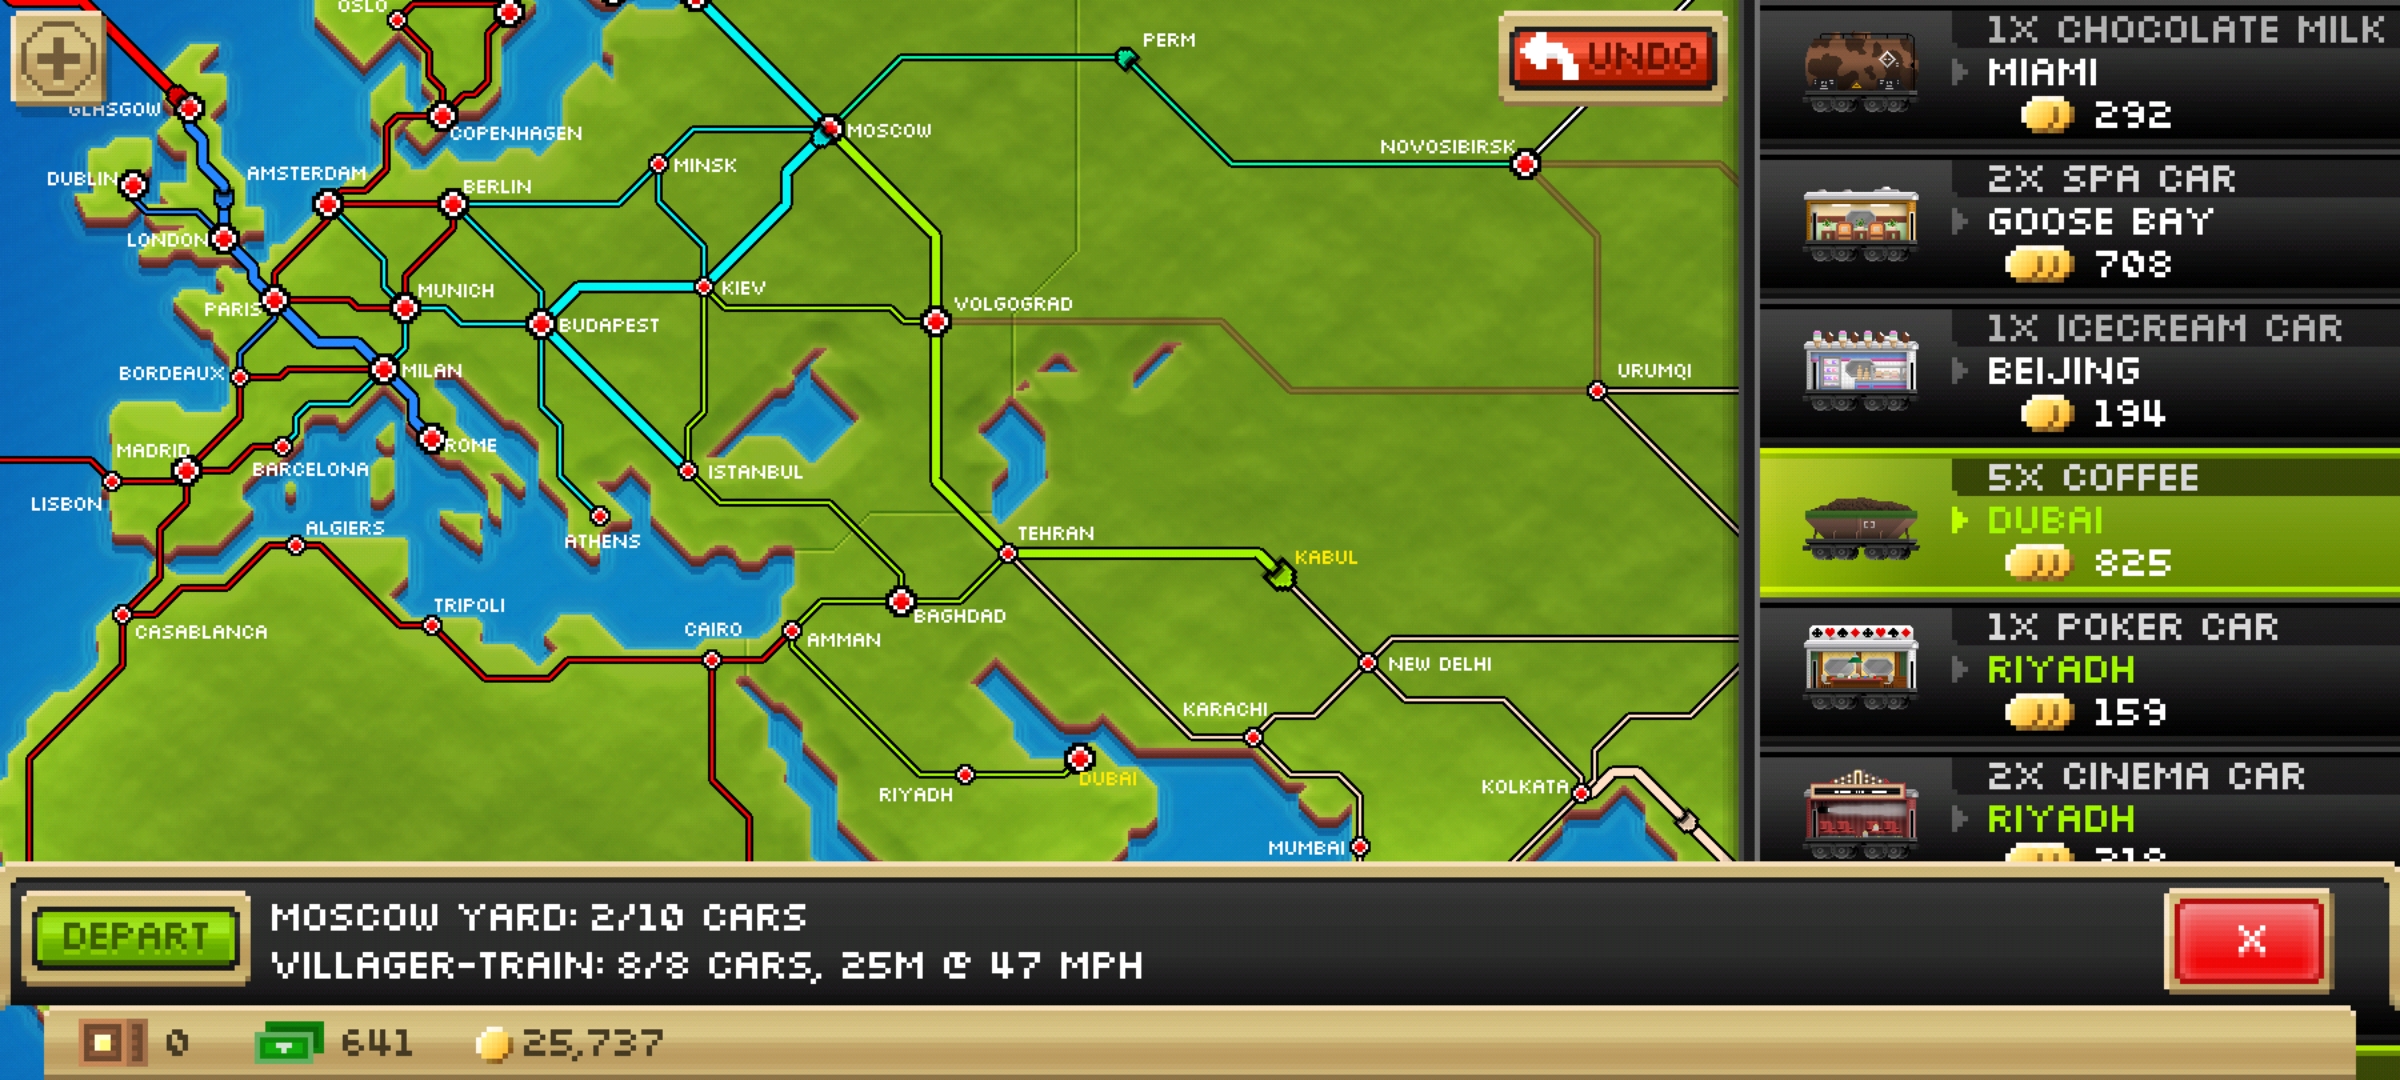 OSLO
PERM
UNDO
GLASGOW
COPENHAGEN
MOSCOW
NOVOSIBIRSK
DUBLIN
AMSTERDAM
BERLIN
MINSK
LONDON
PARIS
MUNICH
BUDAPEST
KIEV
VOLGOGRAD
BORDEAUX
MILAN
URUMQI
MADRID
BARCELONA
ROME
ISTANBUL
LISBON
ALGIERS
ATHENS
TEHRAN
KABUL
CASABLANCA
TRIPOLI
CAIRO
AMMAN
BAGHDAD
NEW DELHI
KARACHI
RIYADH
DUBAI
KOLKATA
MUMBAI
1X CHOCOLATE MILK
MIAMI
292
2X SPA CAR
GOOSE BAY
708
1X ICECREAM CAR
BEIJING
194
5X COFFEE
DUBAI
825
1X POKER CAR
RIYADH
159
2X CINEMA CAR
RIYADH
DEPART
MOSCOW YARD: 2/10 CARS
VILLAGER-TRAIN: 8/8 CARS, 25M @ 47 MPH
X
0
641
25,737